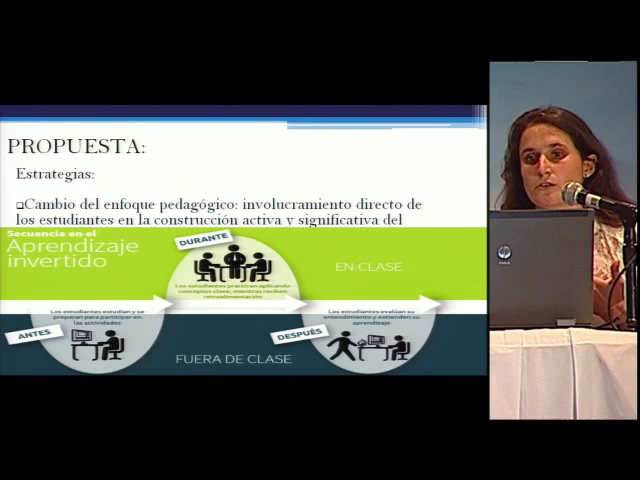 PROPUESTA:
Estrategias:
Cambio del enfoque pedagógico: involucramiento directo de
los estudiantes en la construcción activa y significativa del
Secuencia en el
Aprendizaje
invertido
DURANTE
EN CLASE
Los estudiantes practican aplicando
conceptos clave, mientras reciben
retroalimentación
Los estudiantes estudian y se
preparan para participar en
las actividades
Los estudiantes evalúan su
entendimiento y extienden su
aprendizaje
ANTES
DESPUÉS
FUERA DE CLASE
hp